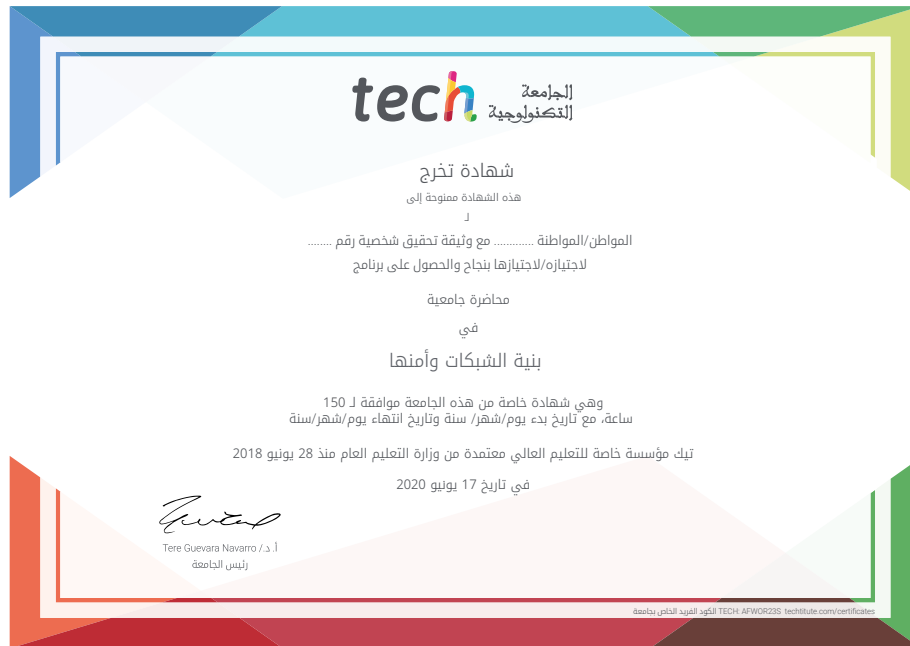 tech الجامعة
التكنولوجية
شهادة تخرج
هذه الشهادة ممنوحة إلى
لـ
المواطن/المواطنة ............. مع وثيقة تحقيق شخصية رقم ........
لاجتيازه/لاجتيازها بنجاح والحصول على برنامج
محاضرة جامعية
في
بنية الشبكات وأمنها
وهي شهادة خاصة من هذه الجامعة موافقة لـ 150
ساعة، مع تاريخ بدء يوم/شهر/ سنة وتاريخ انتهاء يوم/شهر/سنة
تيك مؤسسة خاصة للتعليم العالي معتمدة من وزارة التعليم العام منذ 28 يونيو 2018
في تاريخ 17 يونيو 2020
أ. د./ Tere Guevara Navarro
رئيس الجامعة
الكود الفريد الخاص بجامعة TECH: AFWOR23S techtitute.com/certificates